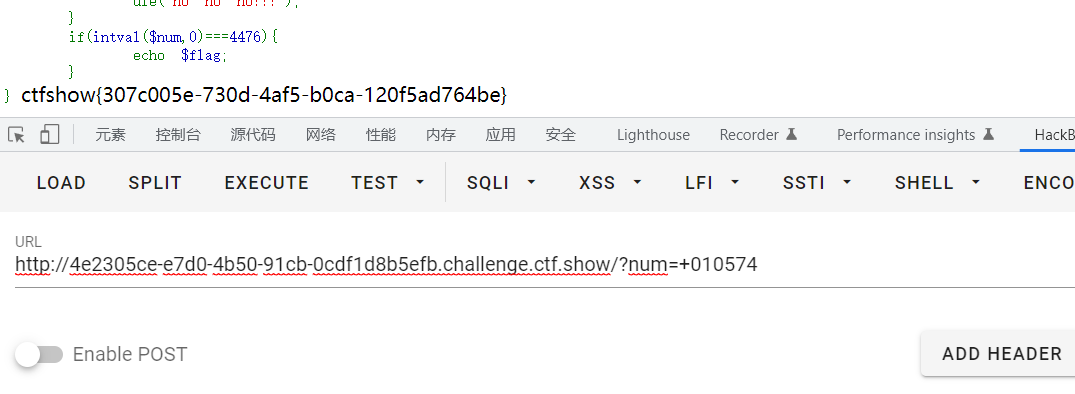 die("no no no!!!");
}
if(intval($num,0)===4476){
echo $flag;
}
} ctfshow{307c005e-730d-4af5-b0ca-120f5ad764be}
元素 控制台 源代码 网络 性能 内存 应用 安全 Lighthouse Recorder Performance insights HackB
LOAD SPLIT EXECUTE TEST SQLI XSS LFI SSTI SHELL ENCO
URL
http://4e2305ce-e7d0-4b50-91cb-0cdf1d8b5efb.challenge.ctf.show/?num=+010574
Enable POST ADD HEADER